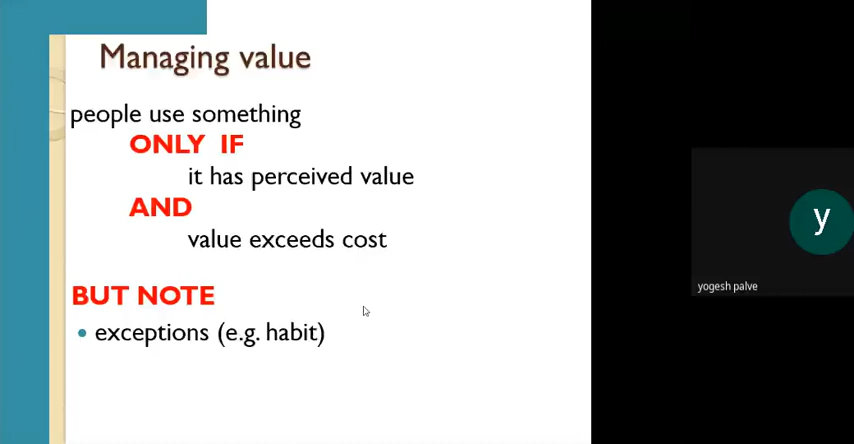 Managing value
people use something
ONLY IF
it has perceived value
AND
value exceeds cost
BUT NOTE
• exceptions (e.g. habit)
y
yogesh palve